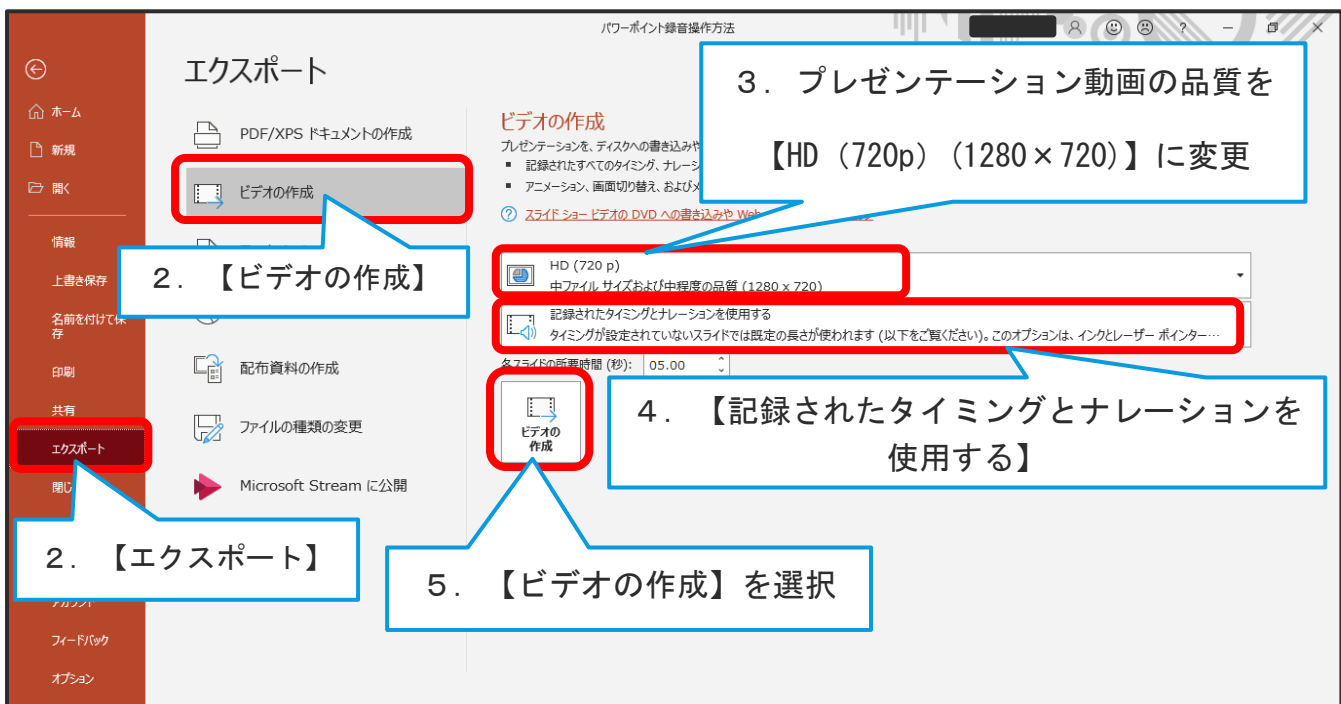 パワーポイント録音操作方法
?
エクスポート
ホーム
新規
開く
情報
上書き保存
名前を付けて保
存
印刷
共有
エクスポート
閉じ
フィードバック
オプション
PDF/XPS ドキュメントの作成
ビデオの作成
配布資料の作成
ファイルの種類の変更
Microsoft Stream に公開
ビデオの作成
プレゼンテーションを、ディスクへの書き込みや
記録されたすべてのタイミング、ナレーシ
アニメーション、画面切り替え、および
スライド ショー ビデオの DVD への書き込みや Web
HD (720 p)
中ファイル サイズおよび中程度の品質 (1280 x 720)
記録されたタイミングとナレーションを使用する
タイミングが設定されていないスライドでは既定の長さが使われます (以下をご覧ください)。このオプションは、インクとレーザー ポインター…
各スライドの所要時間 (秒): 05.00
ビデオの
作成
3. プレゼンテーション動画の品質を
【HD (720p) (1280×720)】に変更
2. 【ビデオの作成】
4. 【記録されたタイミングとナレーションを
使用する】
2. 【エクスポート】
5. 【ビデオの作成】を選択